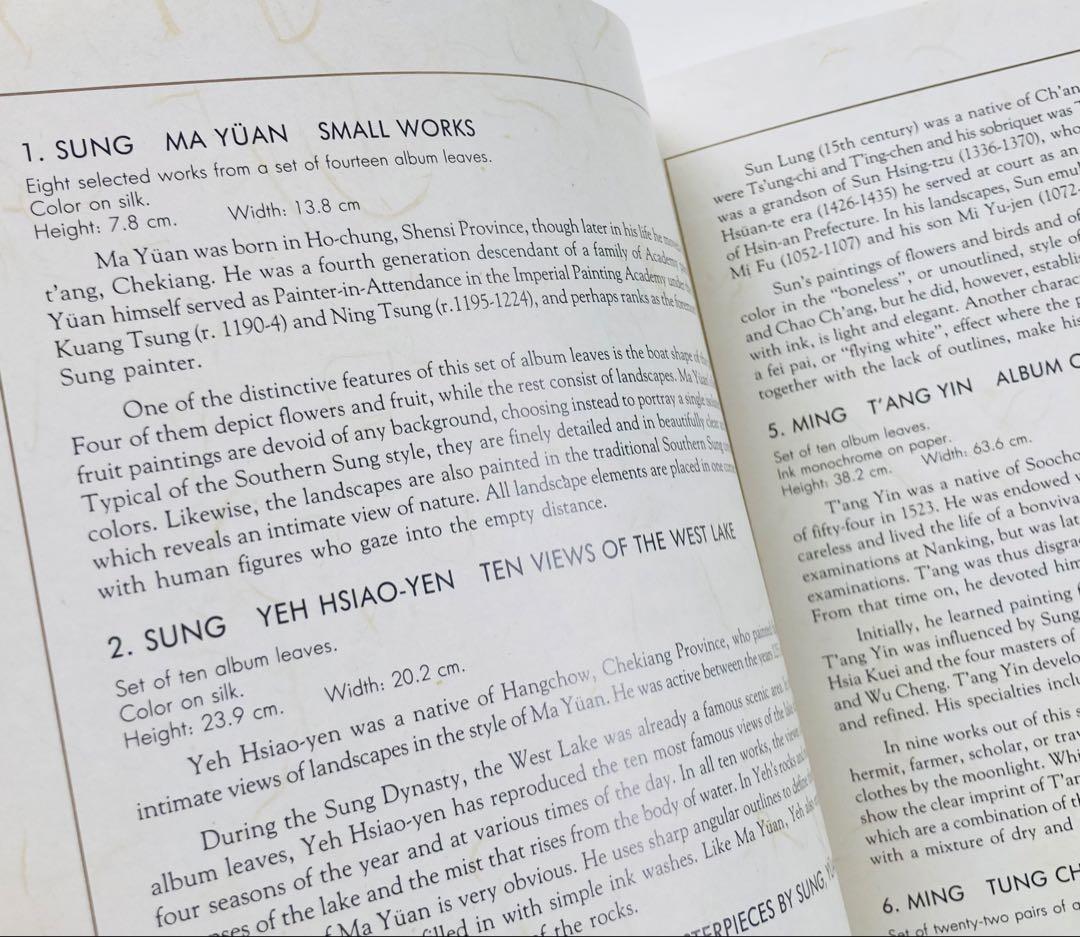 1. SUNG MA YÜAN SMALL WORKS
Eight selected works from a set of fourteen album leaves.
Color on silk.
Height: 7.8 cm. Width: 13.8 cm
Ma Yüan was born in Ho-chung, Shensi Province, though later in his life he
t'ang, Chekiang. He was a fourth generation descendant of a family of Academy
Yüan himself served as Painter-in-Attendance in the Imperial Painting Academy under
Kuang Tsung (r. 1190-4) and Ning Tsung (r.1195-1224), and perhaps ranks as the
Sung painter.
One of the distinctive features of this set of album leaves is the boat shape of
Four of them depict flowers and fruit, while the rest consist of landscapes. Ma
fruit paintings are devoid of any background, choosing instead to portray a single
Typical of the Southern Sung style, they are finely detailed and in beautifully clear
colors. Likewise, the landscapes are also painted in the traditional Southern Sung
which reveals an intimate view of nature. All landscape elements are placed in one
with human figures who gaze into the empty distance.
2. SUNG YEH HSIAO-YEN TEN VIEWS OF THE WEST LAKE
Set of ten album leaves.
Color on silk.
Height: 23.9 cm. Width: 20.2 cm.
Yeh Hsiao-yen was a native of Hangchow, Chekiang Province, who painted
intimate views of landscapes in the style of Ma Yüan. He was active between the years
During the Sung Dynasty, the West Lake was already a famous scenic area.
album leaves, Yeh Hsiao-yen has reproduced the ten most famous views of the lake
four seasons of the year and at various times of the day. In all ten works, the
of the lake and the mist that rises from the body of water. In Yeh's rocks and
Ma Yüan is very obvious. He uses sharp angular outlines to define
filled in with simple ink washes. Like Ma Yüan, Yeh also
of the rocks.
BY SUNG,
Sun Lung (15th century) was a native of Ch'an
were Ts'ung-chi and T'ing-chen and his sobriquet was
was a grandson of Sun Hsing-tzu (1336-1370), who
Hsüan-te era (1426-1435) he served at court as an
of Hsin-an Prefecture. In his landscapes, Sun emu
Mi Fu (1052-1107) and his son Mi Yu-jen (1072-
Sun's paintings of flowers and birds and of
color in the "boneless", or unoutlined, style of
and Chao Ch'ang, but he did, however, establi
with ink, is light and elegant. Another charac
a fei pai, or "flying white", effect where the p
together with the lack of outlines, make his
5. MING T'ANG YIN ALBUM O
Set of ten album leaves.
Ink monochrome on paper.
Height: 38.2 cm. Width: 63.6 cm.
T'ang Yin was a native of Soocho
of fifty-four in 1523. He was endowed
careless and lived the life of a bonviva
examinations at Nanking, but was lat
examinations. T'ang was thus disgra
From that time on, he devoted him
Initially, he learned painting
T'ang Yin was influenced by Sung
Hsia Kuei and the four masters of
and Wu Cheng. T'ang Yin develo
and refined. His specialties inclu
In nine works out of this s
hermit, farmer, scholar, or trav
clothes by the moonlight. Whi
show the clear imprint of T'an
which are a combination of th
with a mixture of dry and
6. MING TUNG CH
Set of twenty-two pairs of a